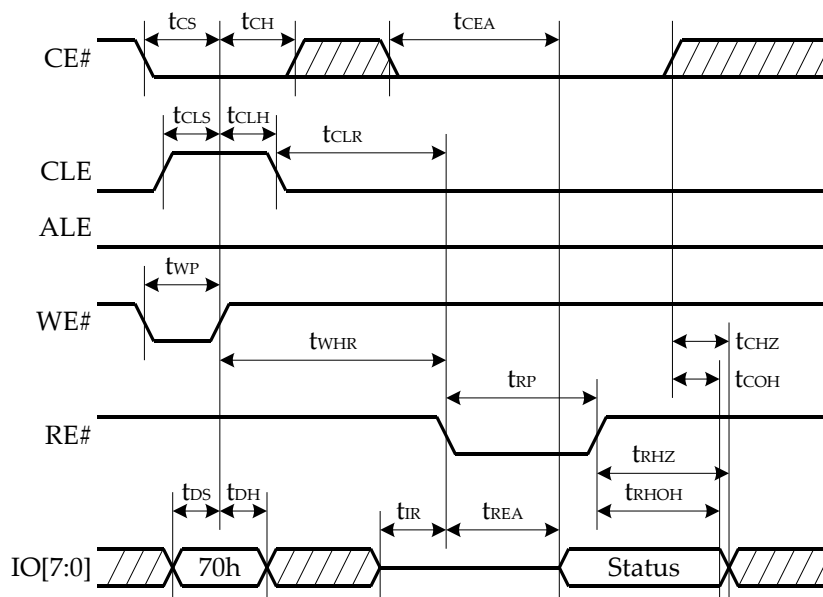 tCS tCH tCEA
CE#
tCLS tCLH tCLR
CLE
ALE
tWP
WE#
tWHR tCHZ
tRP tCOH
RE#
tRHZ
tDS tDH tIR tREA tRHOH
IO[7:0] 70h Status